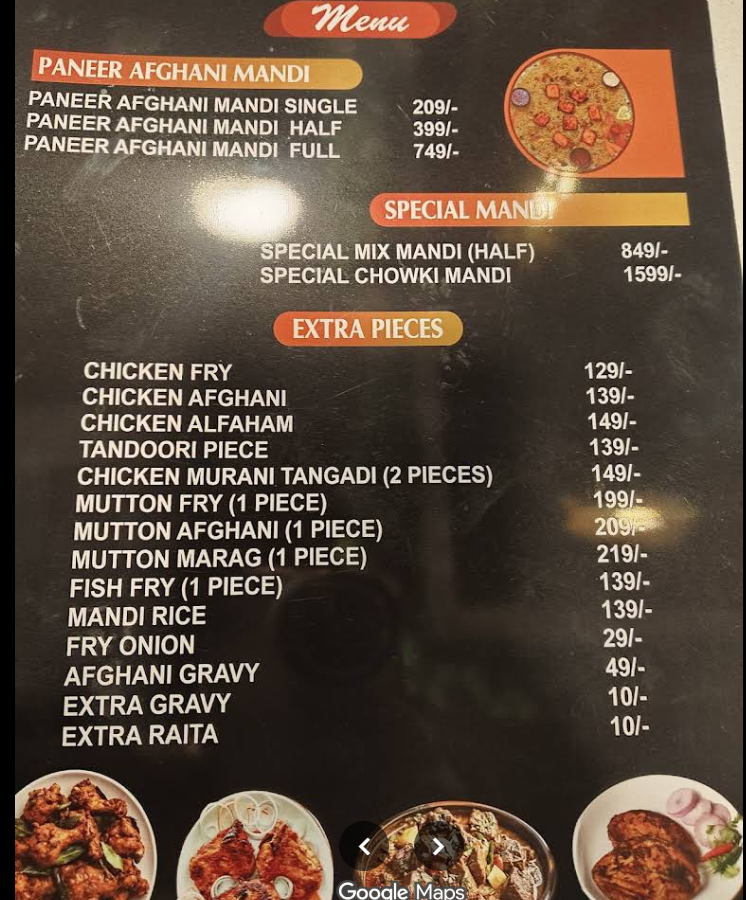 Menu
PANEER AFGHANI MANDI
PANEER AFGHANI MANDI SINGLE 209/-
PANEER AFGHANI MANDI HALF 399/-
PANEER AFGHANI MANDI FULL 749/-
SPECIAL MANDI
SPECIAL MIX MANDI (HALF) 849/-
SPECIAL CHOWKI MANDI 1599/-
EXTRA PIECES
CHICKEN FRY 129/-
CHICKEN AFGHANI 139/-
CHICKEN ALFAHAM 149/-
TANDOORI PIECE 139/-
CHICKEN MURANI TANGADI (2 PIECES) 149/-
MUTTON FRY (1 PIECE) 199/-
MUTTON AFGHANI (1 PIECE) 209/-
MUTTON MARAG (1 PIECE) 219/-
FISH FRY (1 PIECE) 139/-
MANDI RICE 139/-
FRY ONION 29/-
AFGHANI GRAVY 49/-
EXTRA GRAVY 10/-
EXTRA RAITA 10/-
Google Maps